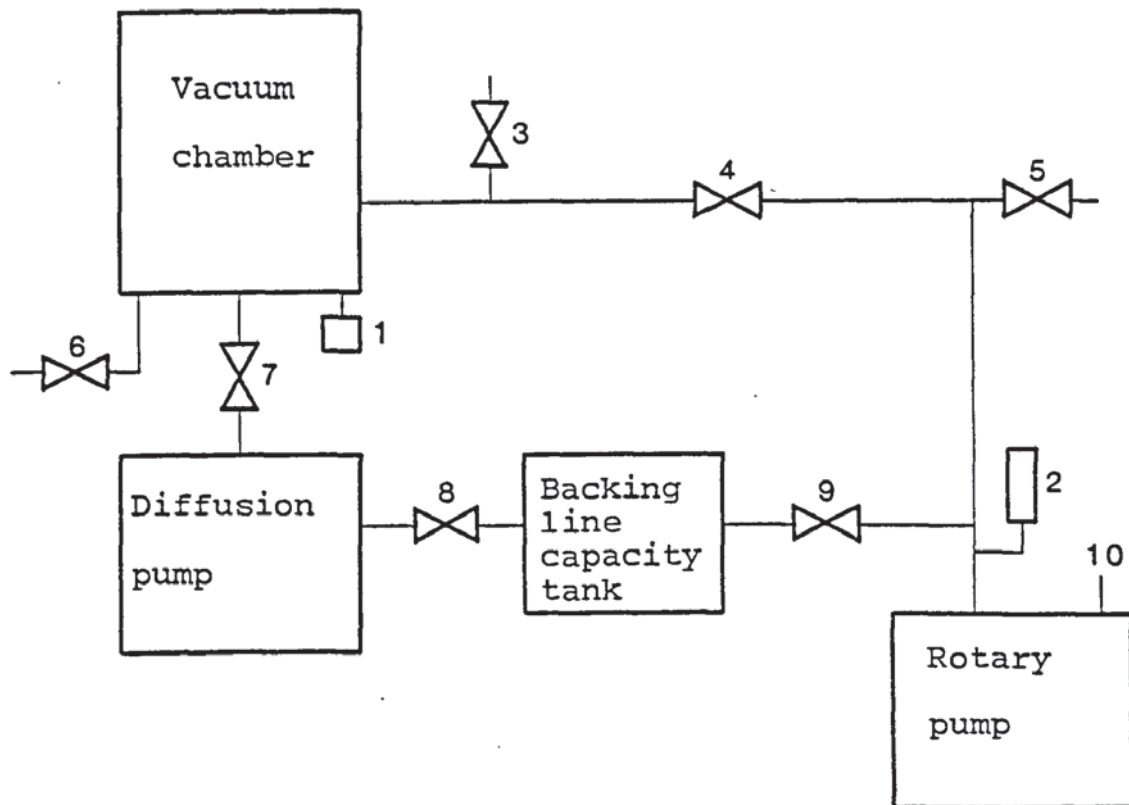 Vacuum
chamber
3
4
5
1
6
7
Diffusion
pump
8
Backing
line
capacity
tank
9
2
10
Rotary
pump